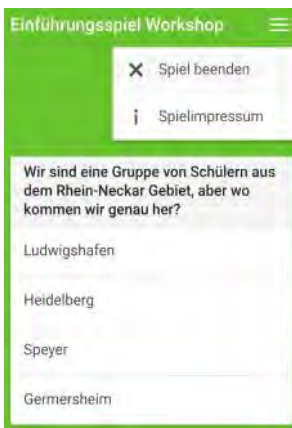 Einführungsspiel Workshop
Spiel beenden
Spielimpressum
Wir sind eine Gruppe von Schülern aus
dem Rhein-Neckar Gebiet, aber wo
kommen wir genau her?
Ludwigshafen
Heidelberg
Speyer
Germersheim